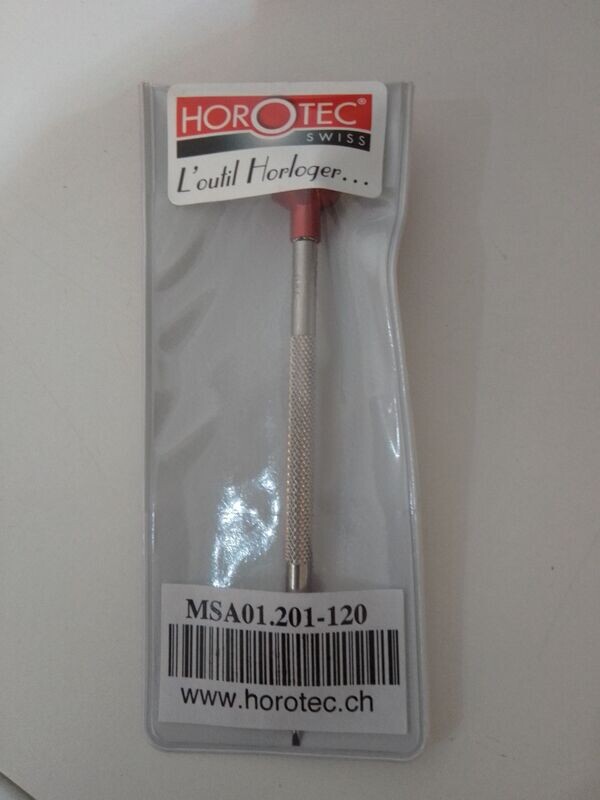 HOROTEC®
SWISS
L'outil Horloger...
MSA01.201-120
www.horotec.ch